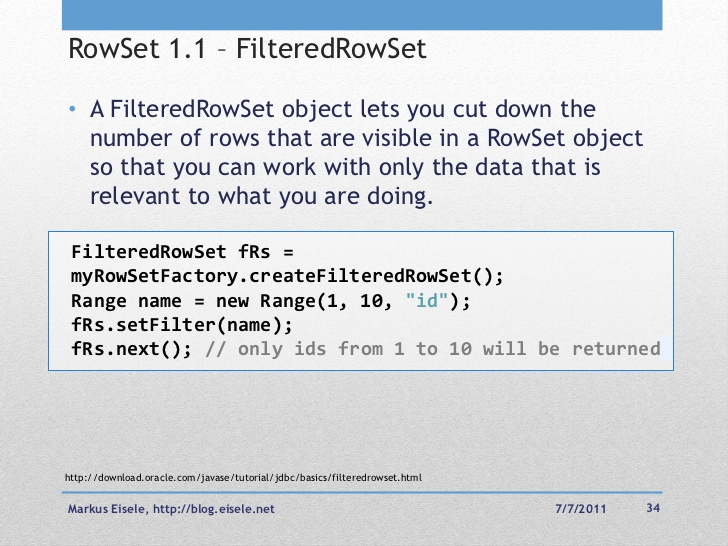 RowSet 1.1 – FilteredRowSet
• A FilteredRowSet object lets you cut down the
number of rows that are visible in a RowSet object
so that you can work with only the data that is
relevant to what you are doing.
FilteredRowSet fRs =
myRowSetFactory.createFilteredRowSet();
Range name = new Range(1, 10, "id");
fRs.setFilter(name);
fRs.next(); // only ids from 1 to 10 will be returned
http://download.oracle.com/javase/tutorial/jdbc/basics/filteredrowset.html
Markus Eisele, http://blog.eisele.net 7/7/2011 34